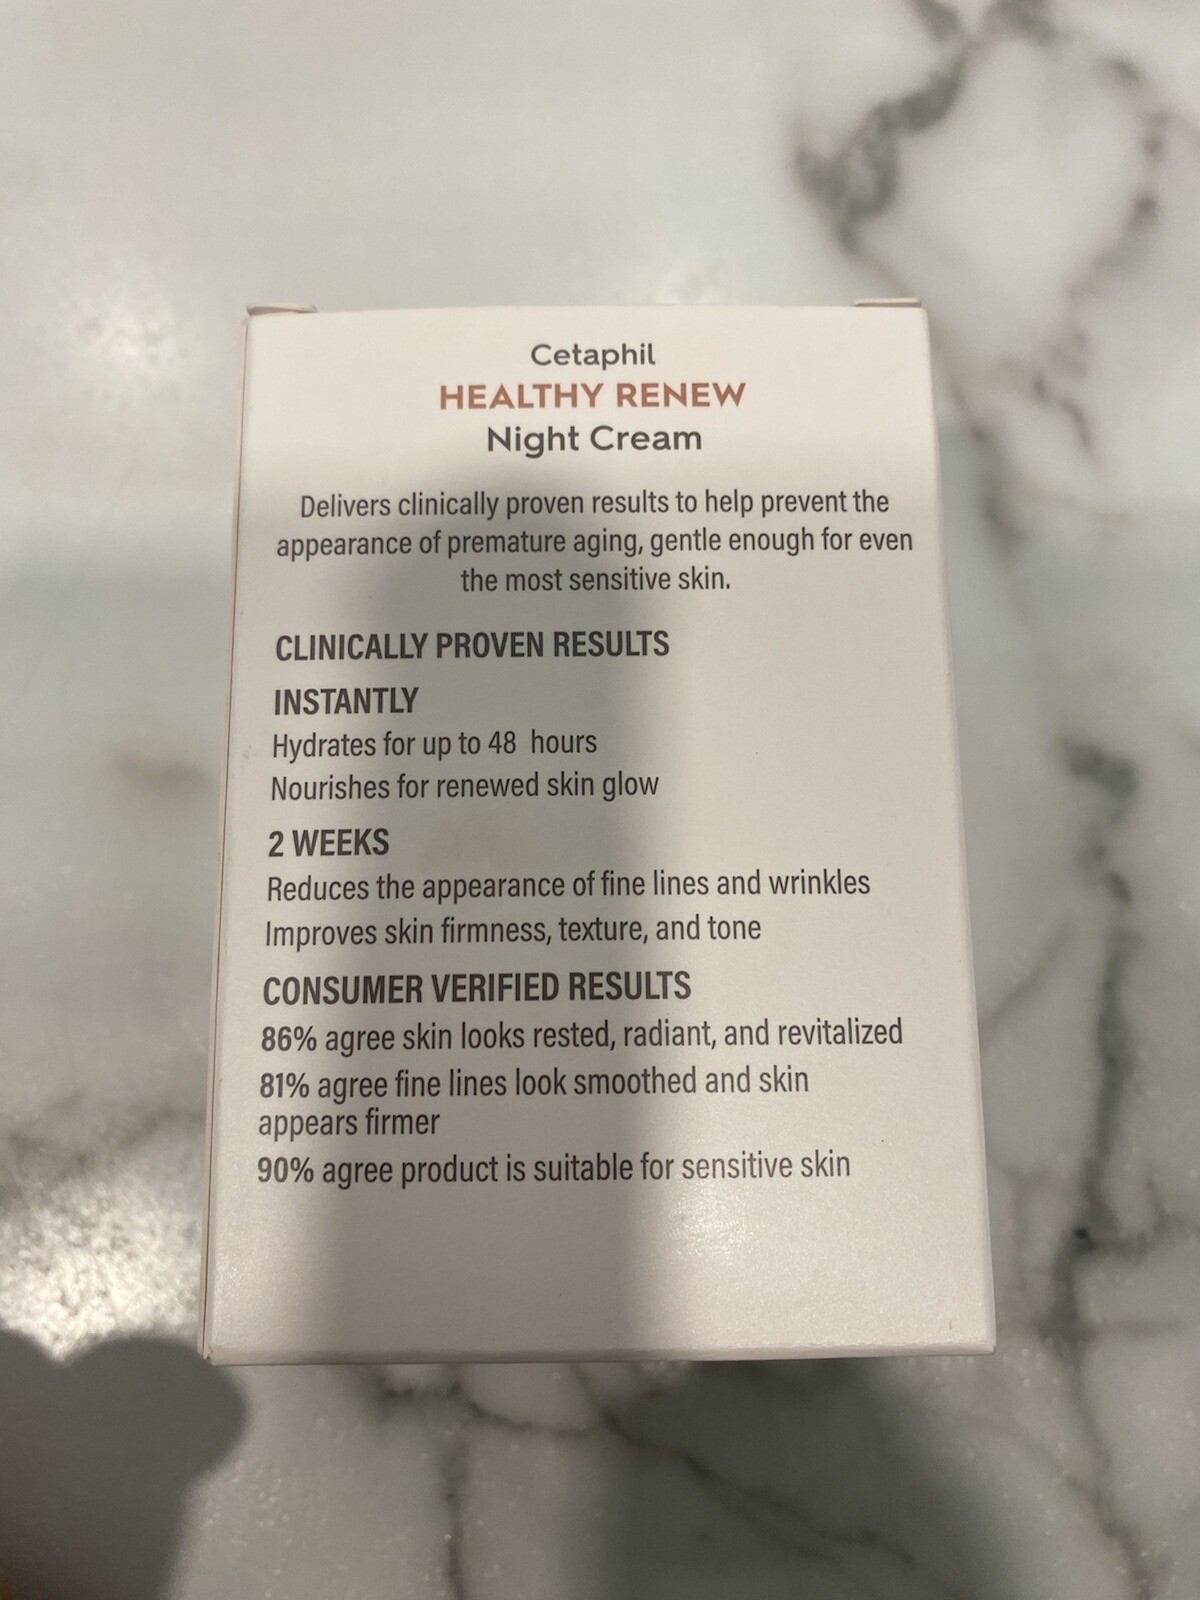 Cetaphil
HEALTHY RENEW
Night Cream
Delivers clinically proven results to help prevent the
appearance of premature aging, gentle enough for even
the most sensitive skin.
CLINICALLY PROVEN RESULTS
INSTANTLY
Hydrates for up to 48 hours
Nourishes for renewed skin glow
2 WEEKS
Reduces the appearance of fine lines and wrinkles
Improves skin firmness, texture, and tone
CONSUMER VERIFIED RESULTS
86% agree skin looks rested, radiant, and revitalized
81% agree fine lines look smoothed and skin
appears firmer
90% agree product is suitable for sensitive skin